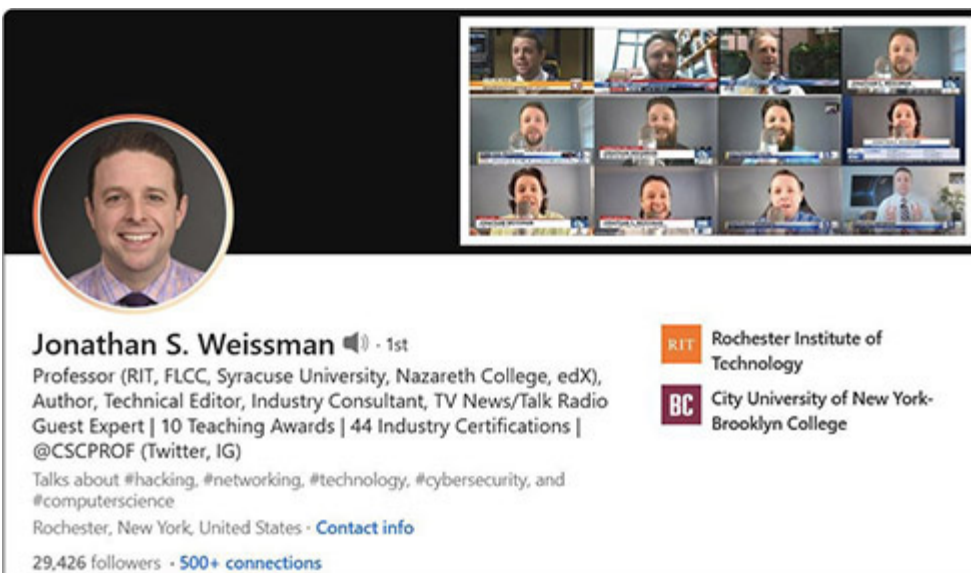 Jonathan S. Weissman · 1st
Professor (RIT, FLCC, Syracuse University, Nazareth College, edX),
Author, Technical Editor, Industry Consultant, TV News/Talk Radio
Guest Expert | 10 Teaching Awards | 44 Industry Certifications |
@CSCPROF (Twitter, IG)
Talks about #hacking, #networking, #technology, #cybersecurity, and
#computerscience
Rochester, New York, United States · Contact info
29,426 followers · 500+ connections
RIT
Rochester Institute of
Technology
BC
City University of New York-
Brooklyn College